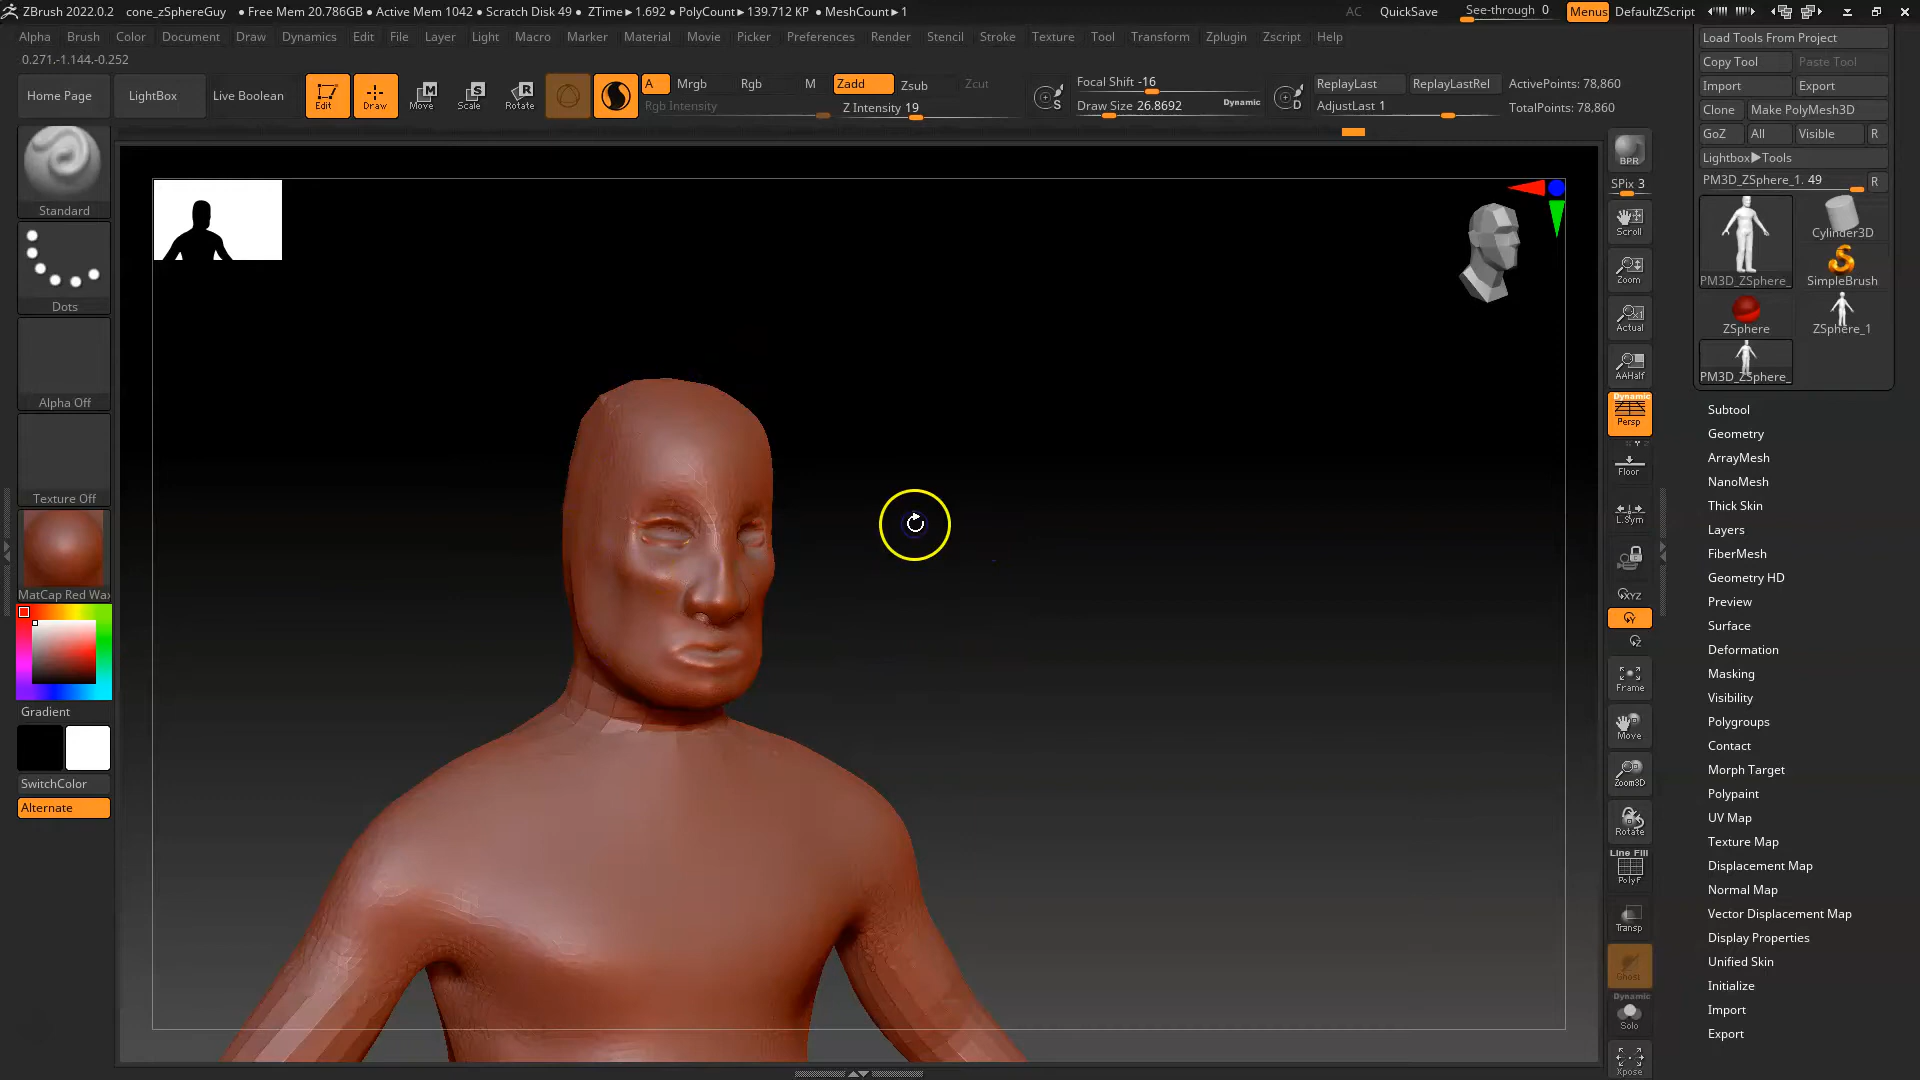 ZBrush 2022.0.2 cone_zSphereGuy ● Free Mem 20.786GB ● Active Mem 1042 ● Scratch Disk 49 ● ZTime►1.692 ● PolyCount►139.712 KP ● MeshCount►1 AC QuickSave See-through 0 Menus DefaultZScript
Alpha Brush Color Document Draw Dynamics Edit File Layer Light Macro Marker Material Movie Picker Preferences Render Stencil Stroke Texture Tool Transform Zplugin Zscript Help
0.271,-1.144,-0.252
Home Page LightBox Live Boolean Edit Draw Move Scale Rotate
A Mrgb Rgb M Zadd Zsub Zcut
Rgb Intensity Z Intensity 19
Focal Shift -16
Draw Size 26.8692 Dynamic
S D
ReplayLast ReplayLastRel ActivePoints: 78,860
AdjustLast 1 TotalPoints: 78,860
Standard
Dots
Alpha Off
Texture Off
MatCap Red Wax
Gradient
SwitchColor
Alternate
BPR
SPix 3
Scroll
Zoom
Actual
AAHalf
Dynamic
Persp
Floor
L.Sym
XYZ
Y
Z
Frame
Move
Zoom3D
Rotate
Line Fill
PolyF
Transp
Ghost
Dynamic
Solo
Xpose
Load Tools From Project
Copy Tool Paste Tool
Import Export
Clone Make PolyMesh3D
GoZ All Visible R
Lightbox►Tools
PM3D_ZSphere_1. 49 R
PM3D_ZSphere_ Cylinder3D
SimpleBrush
ZSphere ZSphere_1
PM3D_ZSphere_
Subtool
Geometry
ArrayMesh
NanoMesh
Thick Skin
Layers
FiberMesh
Geometry HD
Preview
Surface
Deformation
Masking
Visibility
Polygroups
Contact
Morph Target
Polypaint
UV Map
Texture Map
Displacement Map
Normal Map
Vector Displacement Map
Display Properties
Unified Skin
Initialize
Import
Export